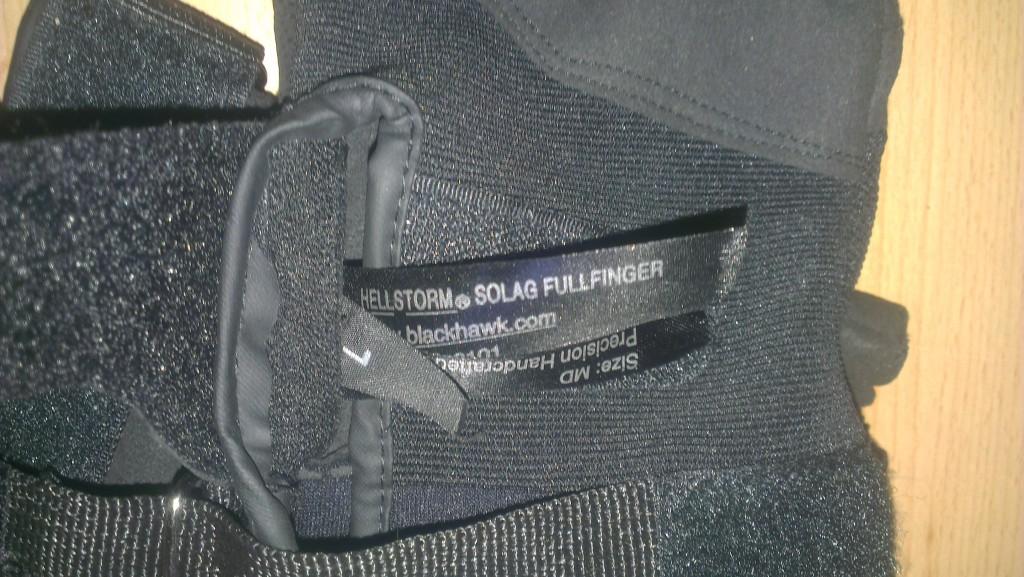 HELLSTORM® SOLAG FULLFINGER
blackhawk.com
Size: MD
Precision Handcrafted
L